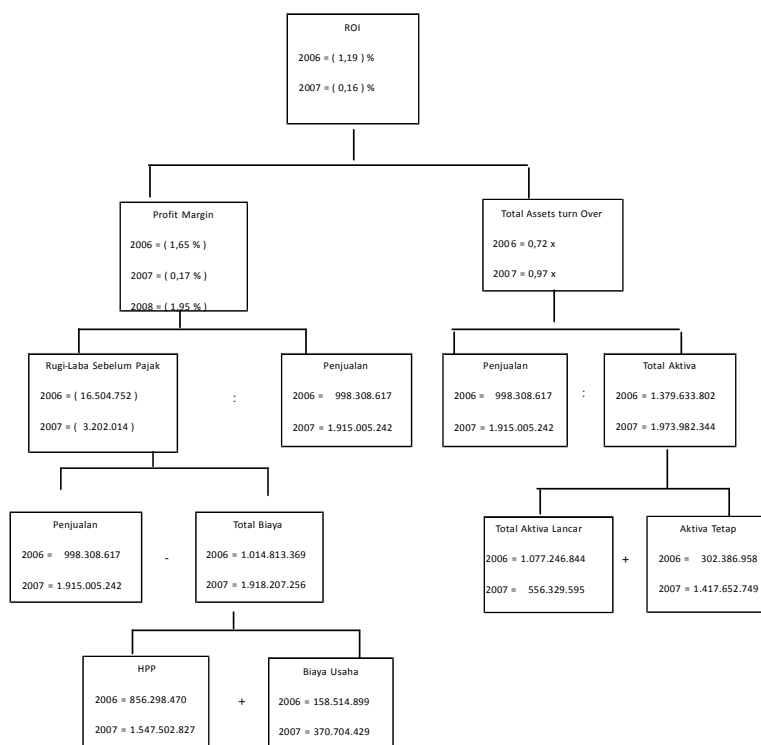 ROI
2006 = ( 1,19 ) %
2007 = ( 0,16 ) %
Profit Margin
2006 = ( 1,65 % )
2007 = ( 0,17 % )
2008 = ( 1,95 % )
Total Assets turn Over
2006 = 0,72 x
2007 = 0,97 x
Rugi-Laba Sebelum Pajak
2006 = ( 16.504.752 )
2007 = ( 3.202.014 )
:
Penjualan
2006 = 998.308.617
2007 = 1.915.005.242
Penjualan
2006 = 998.308.617
2007 = 1.915.005.242
:
Total Aktiva
2006 = 1.379.633.802
2007 = 1.973.982.344
Penjualan
2006 = 998.308.617
2007 = 1.915.005.242
-
Total Biaya
2006 = 1.014.813.369
2007 = 1.918.207.256
Total Aktiva Lancar
2006 = 1.077.246.844
2007 = 556.329.595
+
Aktiva Tetap
2006 = 302.386.958
2007 = 1.417.652.749
HPP
2006 = 856.298.470
2007 = 1.547.502.827
+
Biaya Usaha
2006 = 158.514.899
2007 = 370.704.429